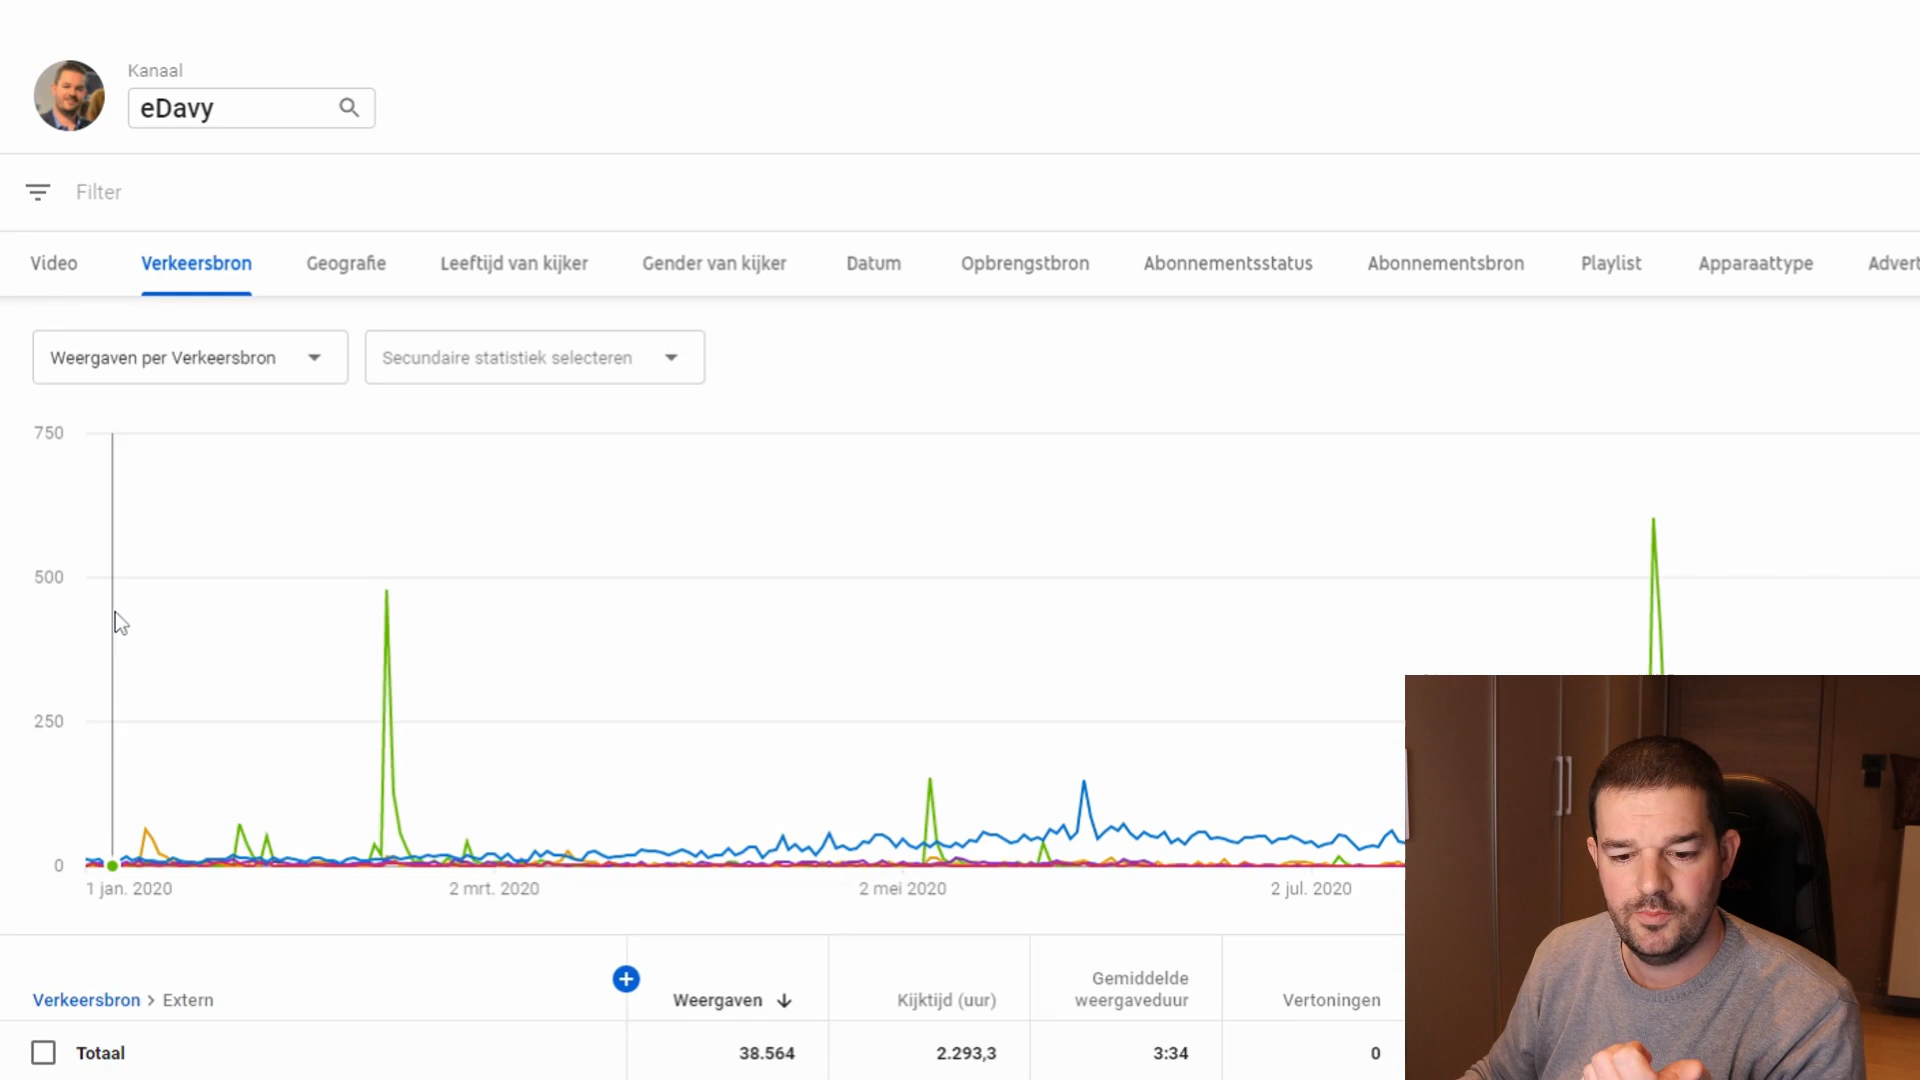 Kanaal
eDavy
Filter
Video Verkeersbron Geografie Leeftijd van kijker Gender van kijker Datum Opbrengstbron Abonnementsstatus Abonnementsbron Playlist Apparaattype Advert
Weergaven per Verkeersbron Secundaire statistiek selecteren
750
500
250
0
1 jan. 2020 2 mrt. 2020 2 mei 2020 2 jul. 2020
Verkeersbron > Extern Weergaven Kijktijd (uur) Gemiddelde weergaveduur Vertoningen
Totaal 38.564 2.293,3 3:34 0